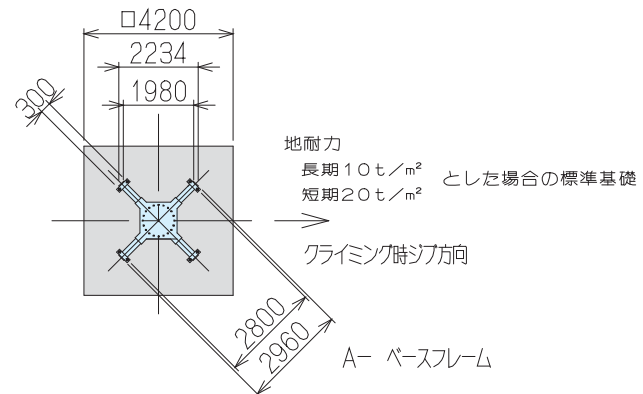 □4200
2234
1980
300
地耐力
長期10t/m²
短期20t/m²
とした場合の標準基礎
クライミング時ジブ方向
2800
2960
A− ベースフレーム